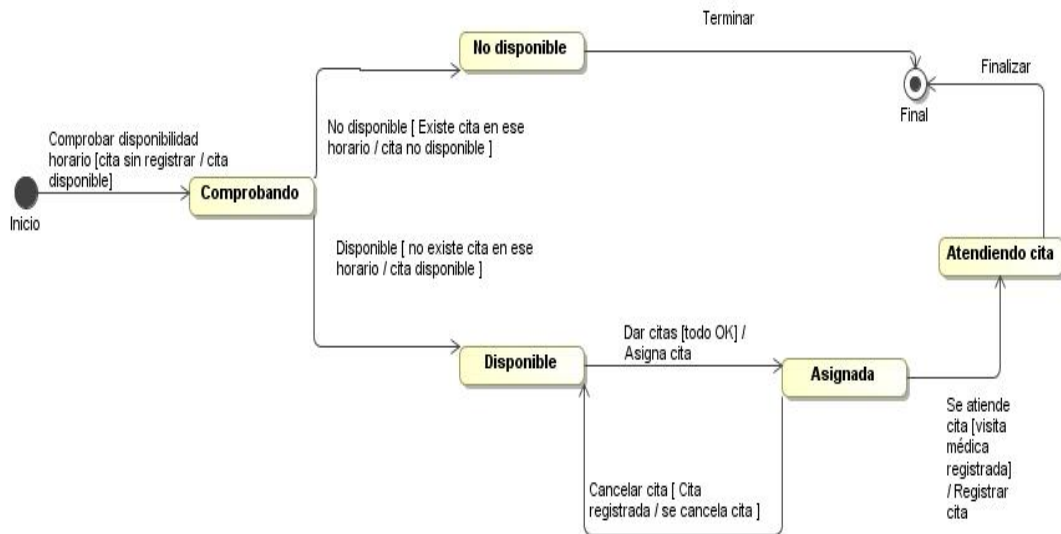 Terminar
No disponible
Finalizar
Final
No disponible [ Existe cita en ese
horario / cita no disponible ]
Comprobar disponibilidad
horario [cita sin registrar / cita
disponible]
Comprobando
Inicio
Disponible [ no existe cita en ese
horario / cita disponible ]
Atendiendo cita
Dar citas [todo OK] /
Asigna cita
Disponible
Asignada
Se atiende
cita [visita
médica
registrada]
/ Registrar
cita
Cancelar cita [ Cita
registrada / se cancela cita ]